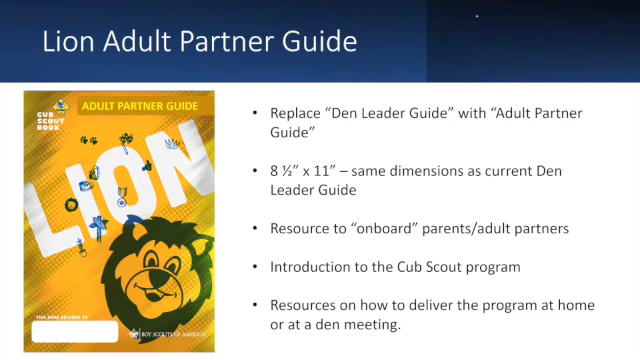 Lion Adult Partner Guide
ADULT PARTNER GUIDE
CUB
SCOUT
BOOK
LION
THIS BOOK BELONGS TO
BOY SCOUTS OF AMERICA
• Replace “Den Leader Guide” with “Adult Partner
Guide”
• 8 ½” x 11” – same dimensions as current Den
Leader Guide
• Resource to “onboard” parents/adult partners
• Introduction to the Cub Scout program
• Resources on how to deliver the program at home
or at a den meeting.